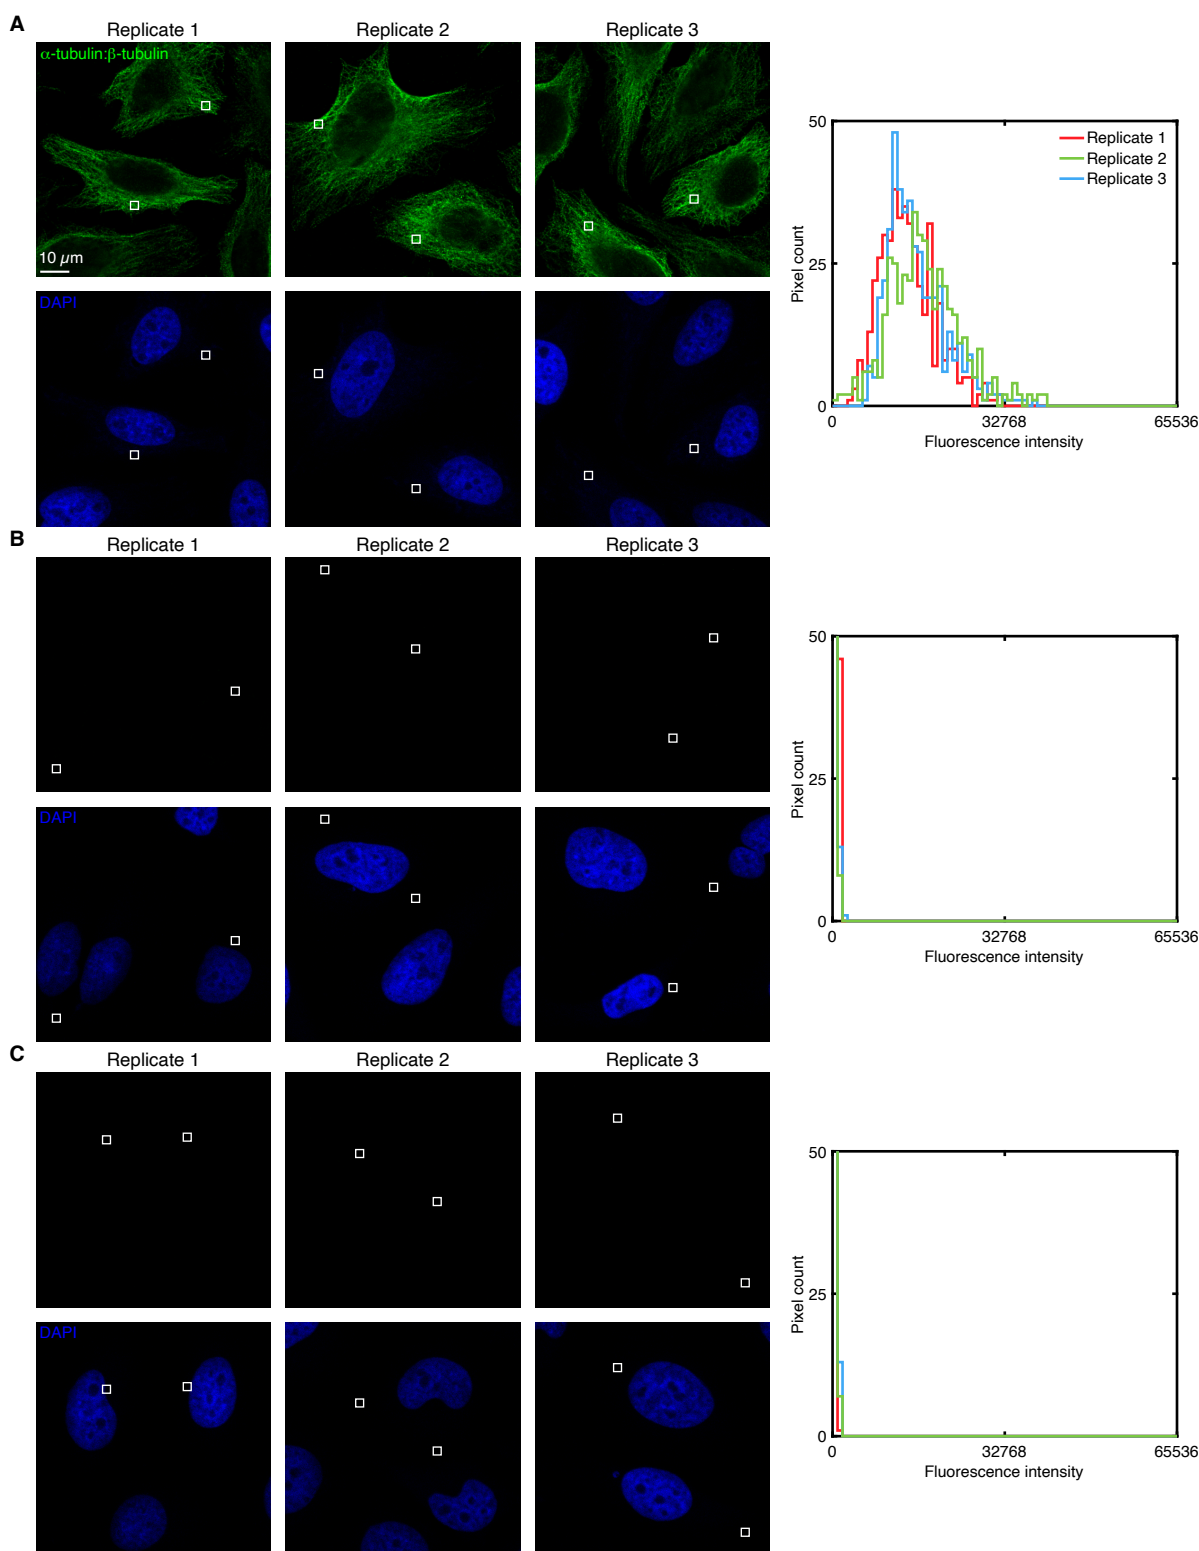 A
Replicate 1 Replicate 2 Replicate 3
α-tubulin:β-tubulin
10 µm
DAPI
50
25
0
Pixel count
Replicate 1
Replicate 2
Replicate 3
0 32768 65536
Fluorescence intensity
B
Replicate 1 Replicate 2 Replicate 3
DAPI
50
25
0
Pixel count
0 32768 65536
Fluorescence intensity
C
Replicate 1 Replicate 2 Replicate 3
DAPI
50
25
0
Pixel count
0 32768 65536
Fluorescence intensity